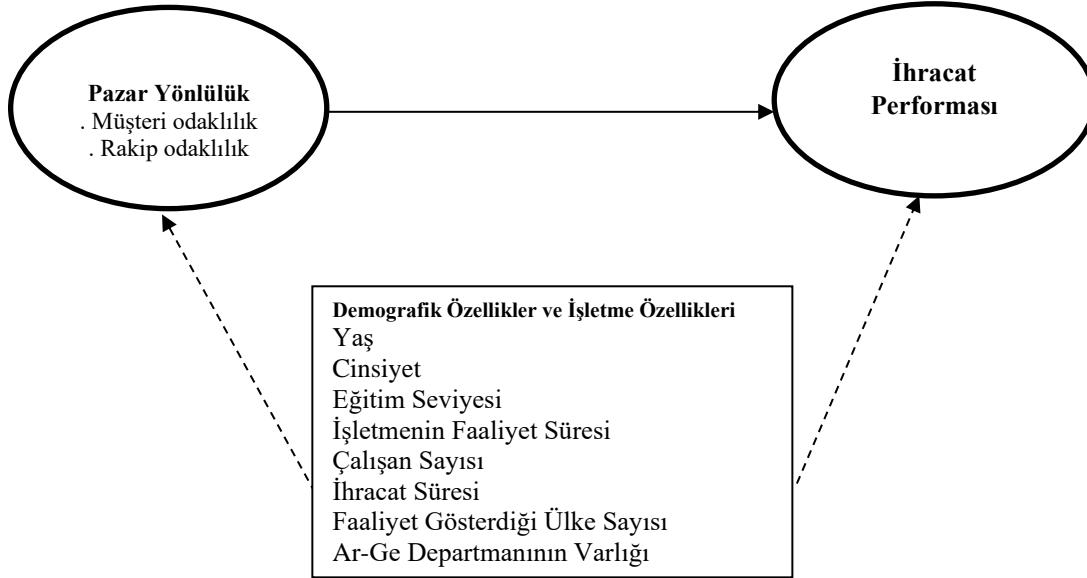 Pazar Yönlülük
. Müşteri odaklılık
. Rakip odaklılık
İhracat
Performası
Demografik Özellikler ve İşletme Özellikleri
Yaş
Cinsiyet
Eğitim Seviyesi
İşletmenin Faaliyet Süresi
Çalışan Sayısı
İhracat Süresi
Faaliyet Gösterdiği Ülke Sayısı
Ar-Ge Departmanının Varlığı